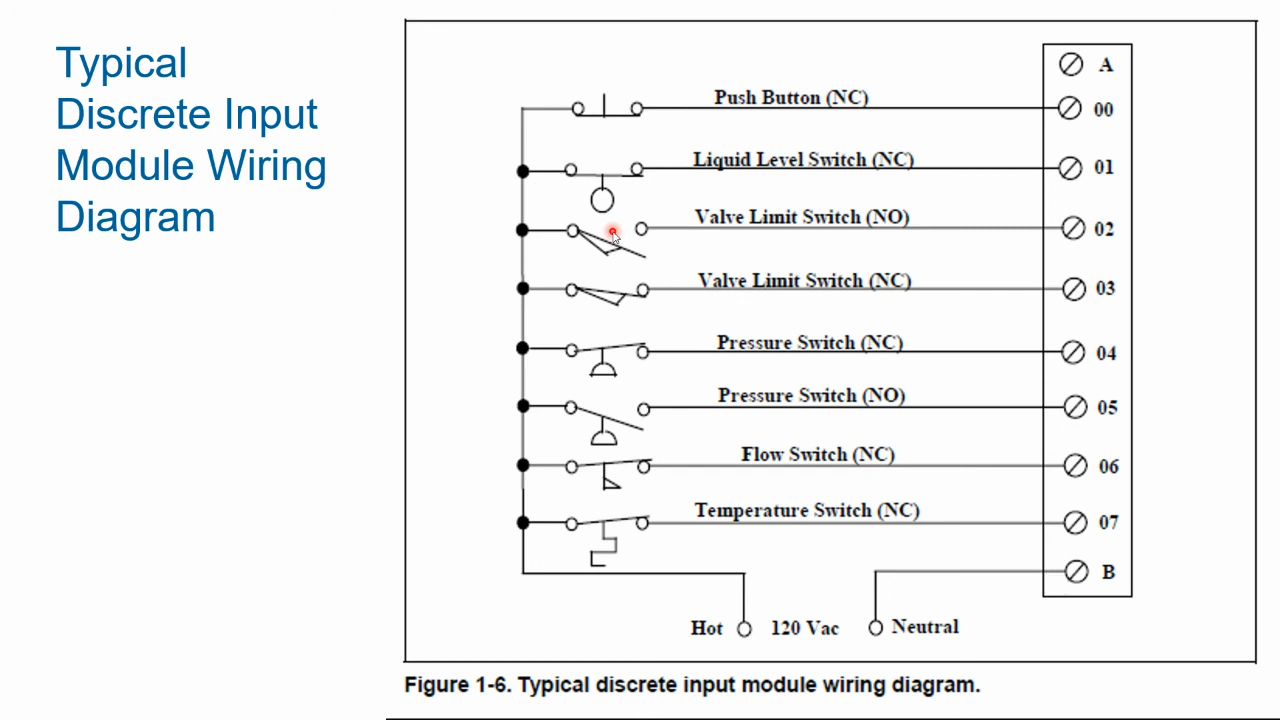 Typical
Discrete Input
Module Wiring
Diagram
A
Push Button (NC)
00
Liquid Level Switch (NC)
01
Valve Limit Switch (NO)
02
Valve Limit Switch (NC)
03
Pressure Switch (NC)
04
Pressure Switch (NO)
05
Flow Switch (NC)
06
Temperature Switch (NC)
07
B
Hot 120 Vac Neutral
Figure 1-6. Typical discrete input module wiring diagram.